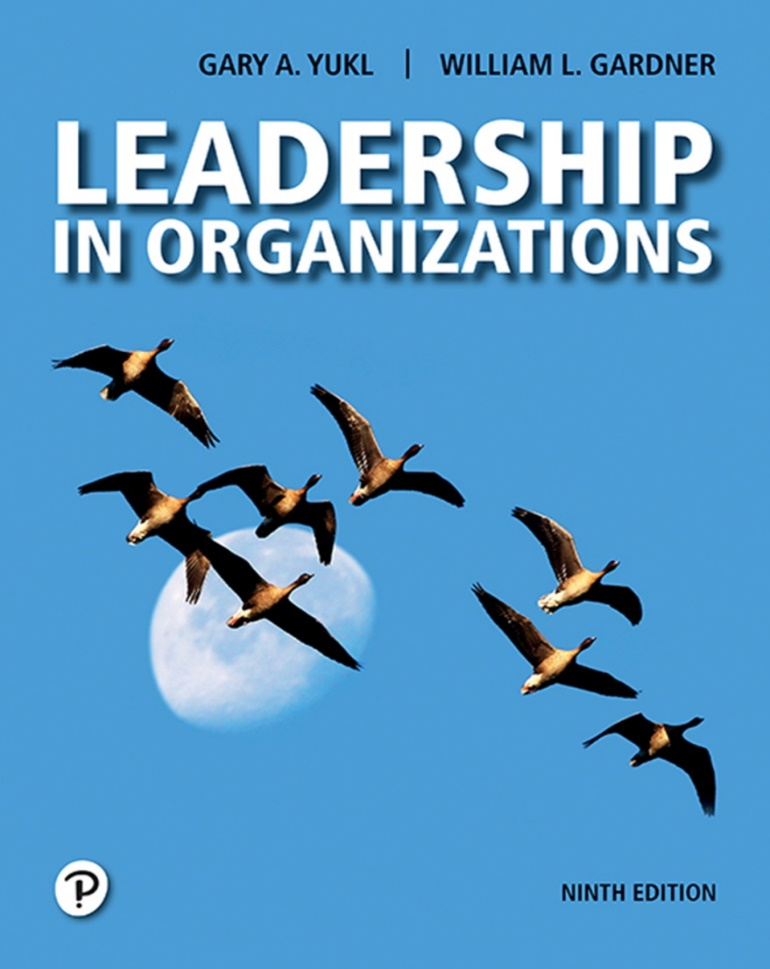 GARY A. YUKL | WILLIAM L. GARDNER
LEADERSHIP
IN ORGANIZATIONS
P
NINTH EDITION